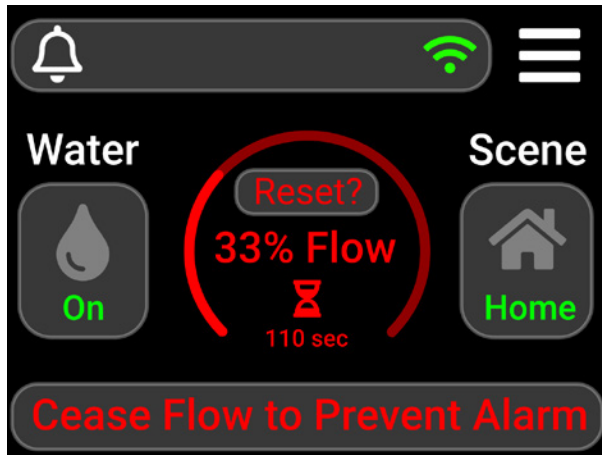 Water
Scene
Reset?
33% Flow
110 sec
On
Home
Cease Flow to Prevent Alarm